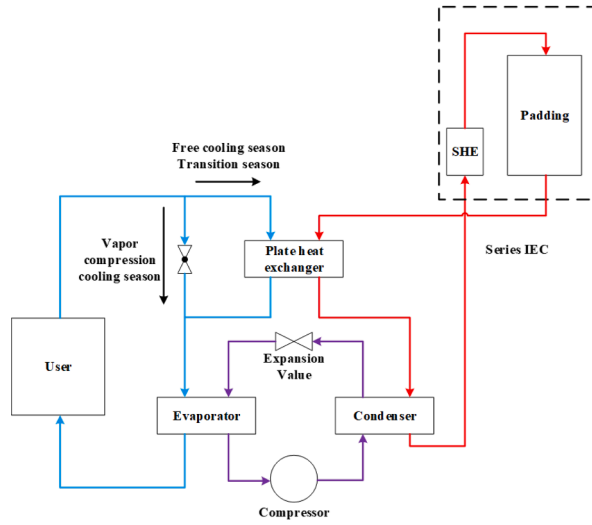 Padding
SHE
Free cooling season
Transition season
Vapor
compression
cooling season
Plate heat
exchanger
Series IEC
User
Expansion
Value
Evaporator
Condenser
Compressor